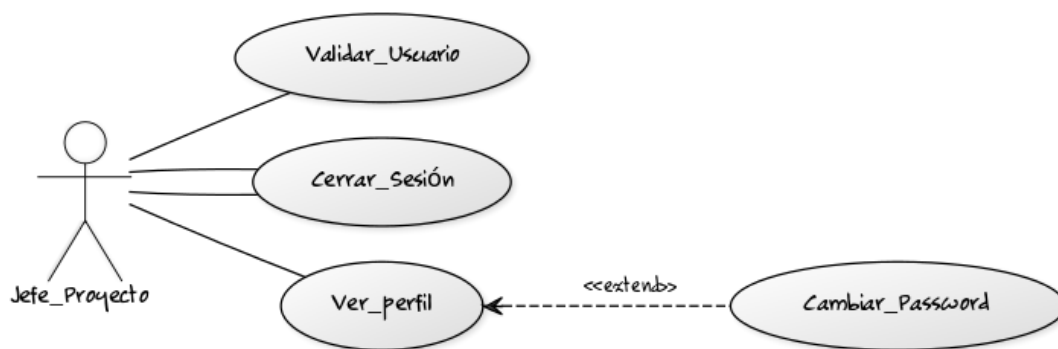 Validar_Usuario
Cerrar_Sesión
Jefe_Proyecto
Ver_perfil
<<extend>>
Cambiar_Password